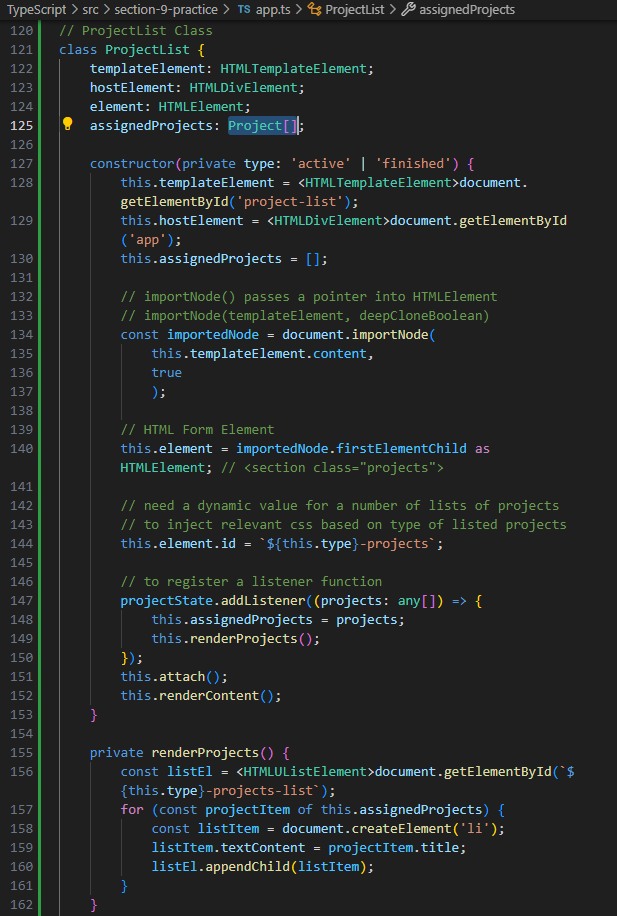 TypeScript > src > section-9-practice > TS app.ts > ProjectList > assignedProjects
120 // ProjectList Class
121 class ProjectList {
122 templateElement: HTMLTemplateElement;
123 hostElement: HTMLDivElement;
124 element: HTMLElement;
125 assignedProjects: Project[];
126
127 constructor(private type: 'active' | 'finished') {
128 this.templateElement = <HTMLTemplateElement>document.
getElementById('project-list');
129 this.hostElement = <HTMLDivElement>document.getElementById
('app');
130 this.assignedProjects = [];
131
132 // importNode() passes a pointer into HTMLElement
133 // importNode(templateElement, deepCloneBoolean)
134 const importedNode = document.importNode(
135 this.templateElement.content,
136 true
137 );
138
139 // HTML Form Element
140 this.element = importedNode.firstElementChild as
HTMLElement; // <section class="projects">
141
142 // need a dynamic value for a number of lists of projects
143 // to inject relevant css based on type of listed projects
144 this.element.id = `${this.type}-projects`;
145
146 // to register a listener function
147 projectState.addListener((projects: any[]) => {
148 this.assignedProjects = projects;
149 this.renderProjects();
150 });
151 this.attach();
152 this.renderContent();
153 }
154
155 private renderProjects() {
156 const listEl = <HTMLUListElement>document.getElementById(`$
{this.type}-projects-list`);
157 for (const projectItem of this.assignedProjects) {
158 const listItem = document.createElement('li');
159 listItem.textContent = projectItem.title;
160 listEl.appendChild(listItem);
161 }
162 }